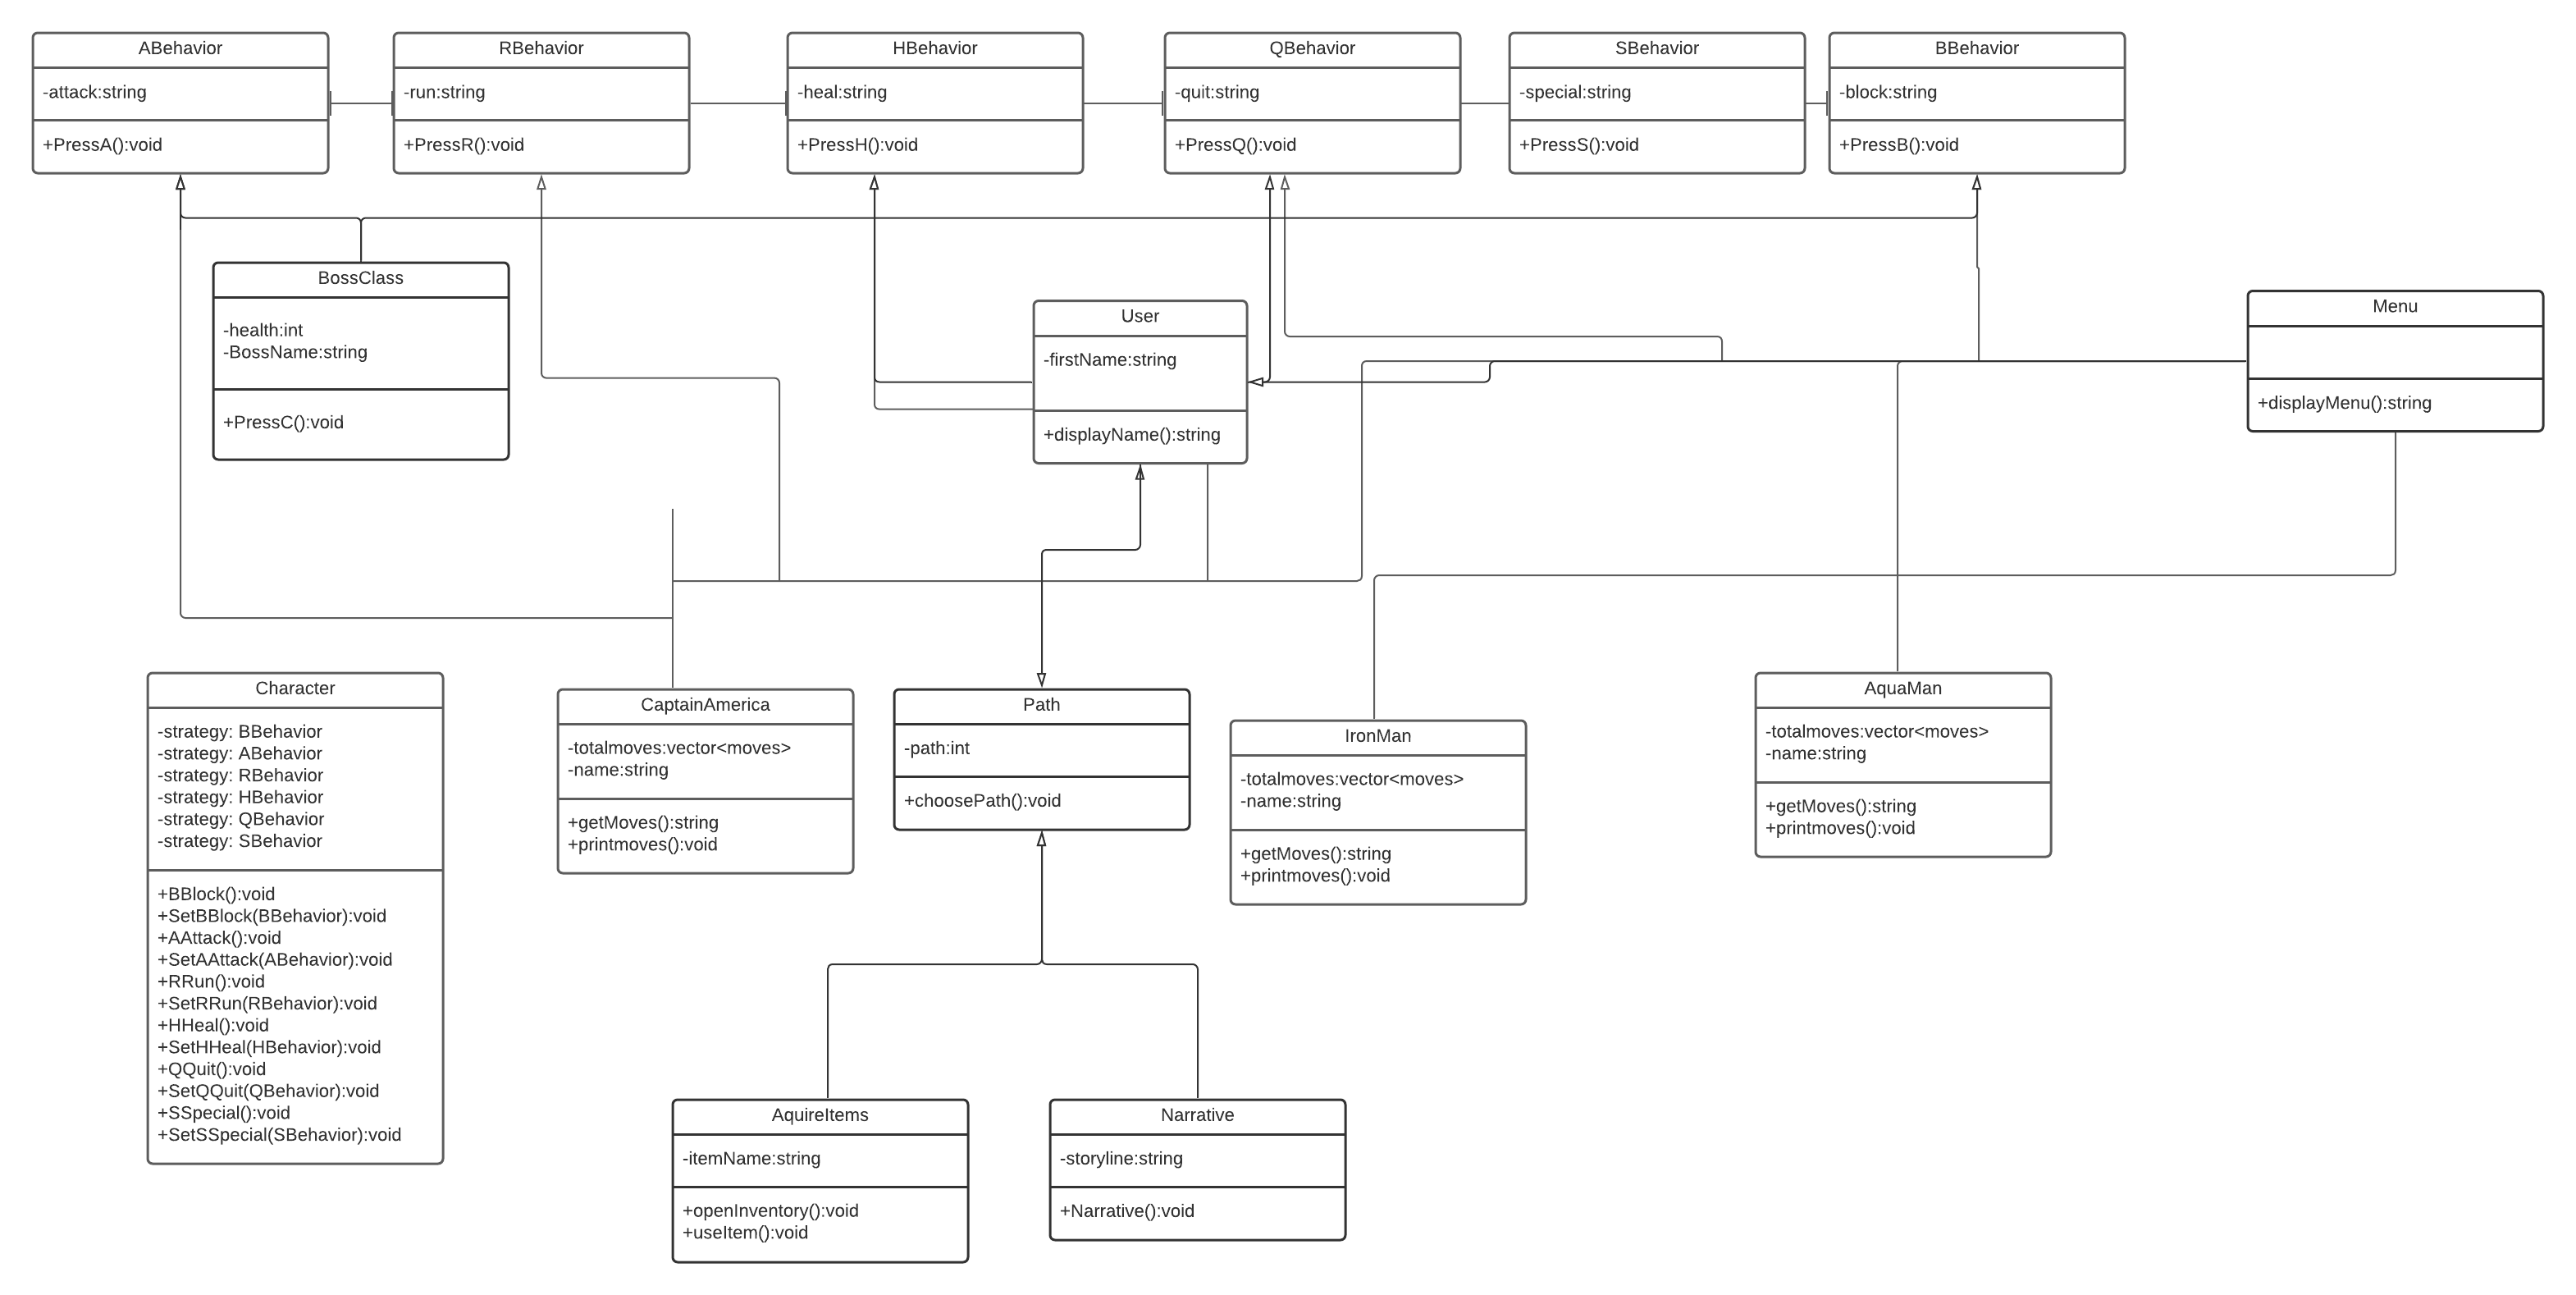 ABehavior
-attack:string
+PressA():void
RBehavior
-run:string
+PressR():void
HBehavior
-heal:string
+PressH():void
QBehavior
-quit:string
+PressQ():void
SBehavior
-special:string
+PressS():void
BBehavior
-block:string
+PressB():void
BossClass
-health:int
-BossName:string
+PressC():void
User
-firstName:string
+displayName():string
Menu
+displayMenu():string
Character
-strategy: BBehavior
-strategy: ABehavior
-strategy: RBehavior
-strategy: HBehavior
-strategy: QBehavior
-strategy: SBehavior
+BBlock():void
+SetBBlock(BBehavior):void
+AAttack():void
+SetAAttack(ABehavior):void
+RRun():void
+SetRRun(RBehavior):void
+HHeal():void
+SetHHeal(HBehavior):void
+QQuit():void
+SetQQuit(QBehavior):void
+SSpecial():void
+SetSSpecial(SBehavior):void
CaptainAmerica
-totalmoves:vector<moves>
-name:string
+getMoves():string
+printmoves():void
Path
-path:int
+choosePath():void
IronMan
-totalmoves:vector<moves>
-name:string
+getMoves():string
+printmoves():void
AquaMan
-totalmoves:vector<moves>
-name:string
+getMoves():string
+printmoves():void
AquireItems
-itemName:string
+openInventory():void
+useItem():void
Narrative
-storyline:string
+Narrative():void